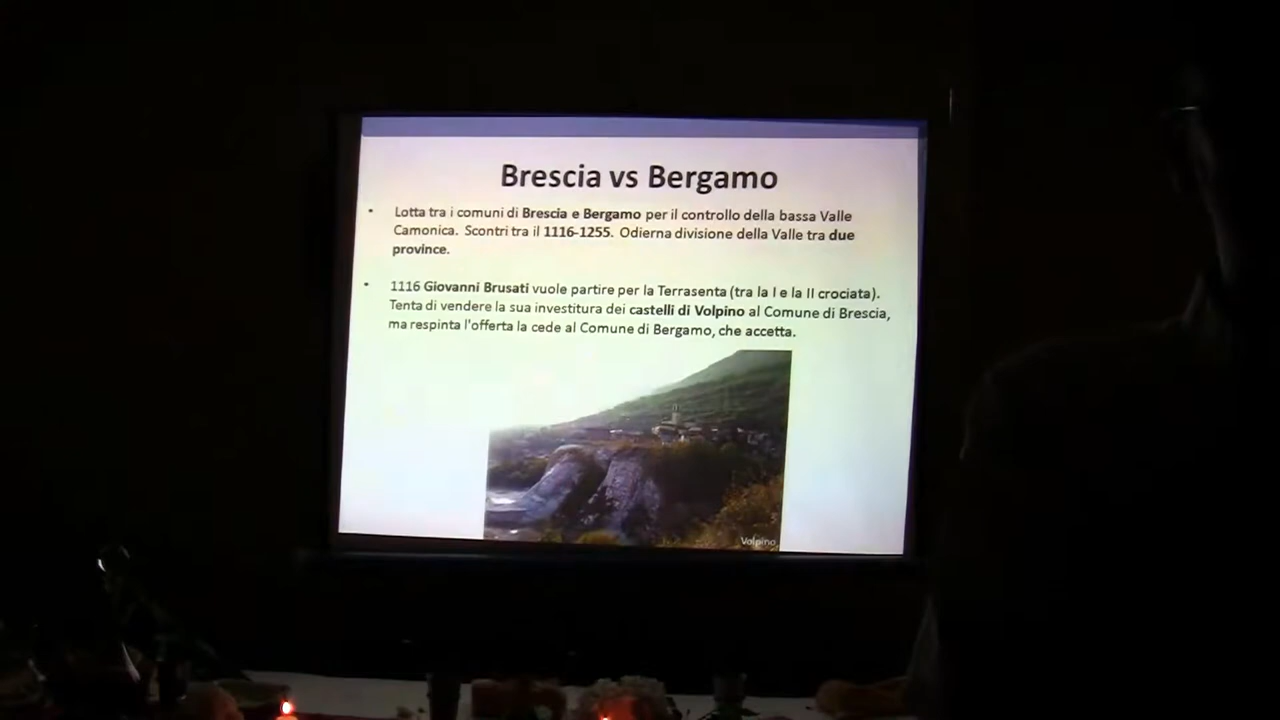 Brescia vs Bergamo
• Lotta tra i comuni di Brescia e Bergamo per il controllo della bassa Valle
Camonica. Scontri tra il 1116-1255. Odierna divisione della Valle tra due
province.
• 1116 Giovanni Brusati vuole partire per la Terrasenta (tra la I e la II crociata).
Tenta di vendere la sua investitura dei castelli di Volpino al Comune di Brescia,
ma respinta l'offerta la cede al Comune di Bergamo, che accetta.
Volpino